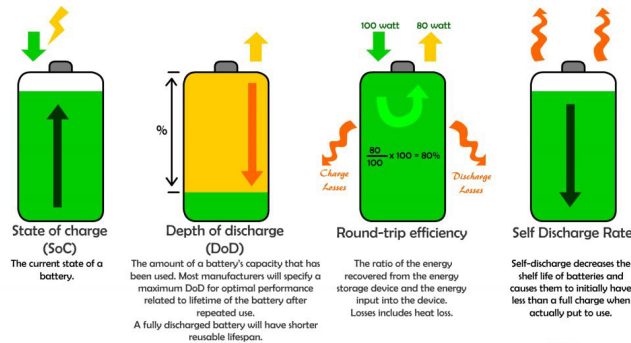 100 watt
80 watt
%
80
100
x 100 = 80%
Charge
Losses
Discharge
Losses
State of charge
(SoC)
The current state of a
battery.
Depth of discharge
(DoD)
The amount of a battery's capacity that has
been used. Most manufacturers will specify a
maximum DoD for optimal performance
related to lifetime of the battery after
repeated use.
A fully discharged battery will have shorter
reusable lifespan.
Round-trip efficiency
The ratio of the energy
recovered from the energy
storage device and the energy
input into the device.
Losses includes heat loss.
Self Discharge Rate
Self-discharge decreases the
shelf life of batteries and
causes them to initially have
less than a full charge when
actually put to use.